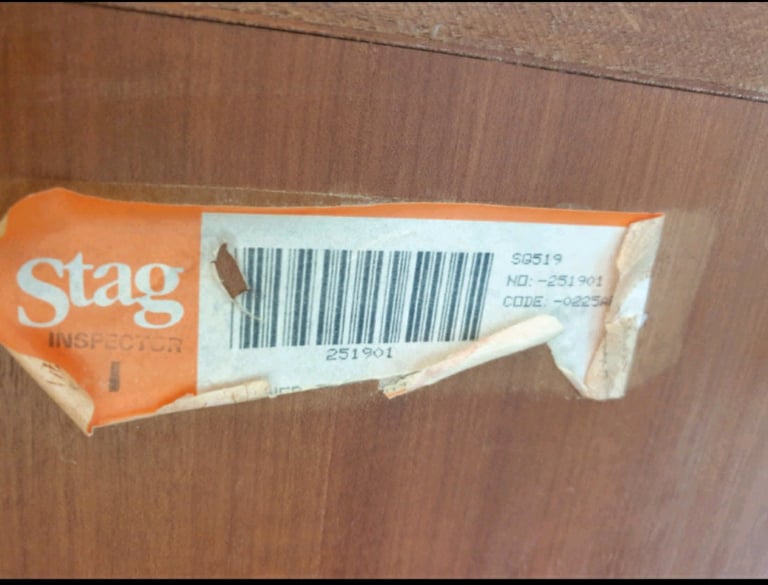 Stag
INSPECTOR
251901
SG519
NO:-251901
CODE:-0225A